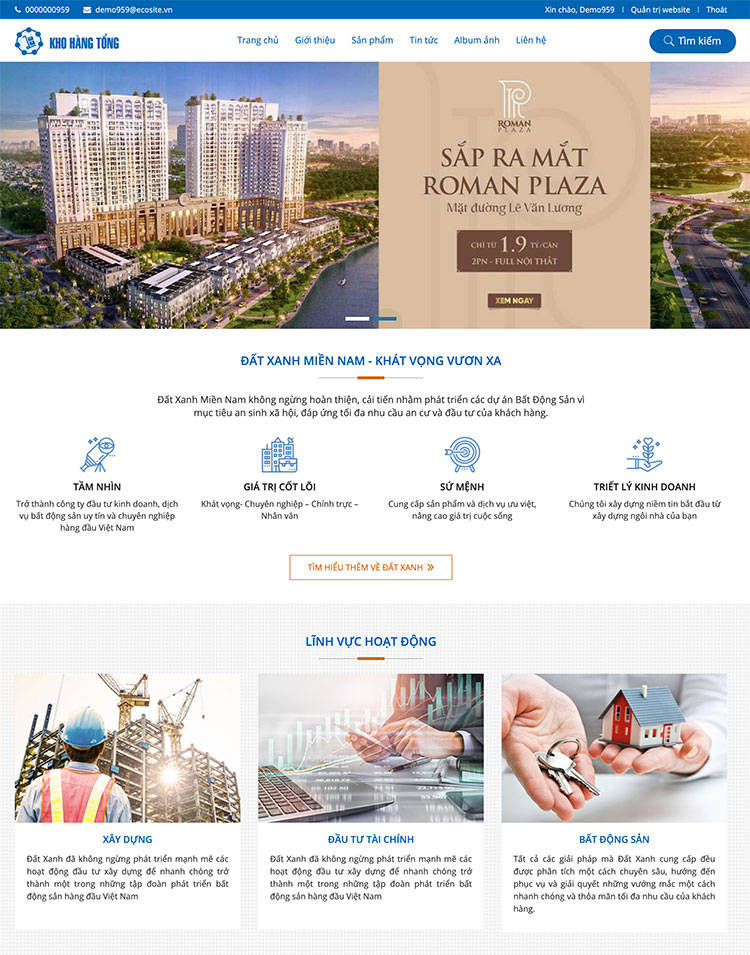 0000000959 demo959@ecosite.vn Xin chào, Demo959 | Quản trị website | Thoát
KHO HÀNG TỔNG Trang chủ Giới thiệu Sản phẩm Tin tức Album ảnh Liên hệ Tìm kiếm
ROMAN
PLAZA
SẮP RA MẮT
ROMAN PLAZA
Mặt đường Lê Văn Lương
CHỈ TỪ 1.9 TỶ/CĂN
2PN - FULL NỘI THẤT
XEM NGAY
ĐẤT XANH MIỀN NAM - KHÁT VỌNG VƯƠN XA
Đất Xanh Miền Nam không ngừng hoàn thiện, cải tiến nhằm phát triển các dự án Bất Động Sản vì
mục tiêu an sinh xã hội, đáp ứng tối đa nhu cầu an cư và đầu tư của khách hàng.
TẦM NHÌN
Trở thành công ty đầu tư kinh doanh, dịch
vụ bất động sản uy tín và chuyên nghiệp
hàng đầu Việt Nam
GIÁ TRỊ CỐT LÕI
Khát vọng- Chuyên nghiệp – Chính trực –
Nhân văn
SỨ MỆNH
Cung cấp sản phẩm và dịch vụ ưu việt,
nâng cao giá trị cuộc sống
TRIẾT LÝ KINH DOANH
Chúng tôi xây dựng niềm tin bắt đầu từ
xây dựng ngôi nhà của bạn
TÌM HIỂU THÊM VỀ ĐẤT XANH »
LĨNH VỰC HOẠT ĐỘNG
XÂY DỰNG
Đất Xanh đã không ngừng phát triển mạnh mẽ các
hoạt động đầu tư xây dựng để nhanh chóng trở
thành một trong những tập đoàn phát triển bất
động sản hàng đầu Việt Nam
ĐẦU TƯ TÀI CHÍNH
Đất Xanh đã không ngừng phát triển mạnh mẽ các
hoạt động đầu tư xây dựng để nhanh chóng trở
thành một trong những tập đoàn phát triển bất
động sản hàng đầu Việt Nam
BẤT ĐỘNG SẢN
Tất cả các giải pháp mà Đất Xanh cung cấp đều
được phân tích một cách chuyên sâu, hướng đến
phục vụ và giải quyết những vướng mắc một cách
nhanh chóng và thỏa mãn tối đa nhu cầu của khách
hàng.